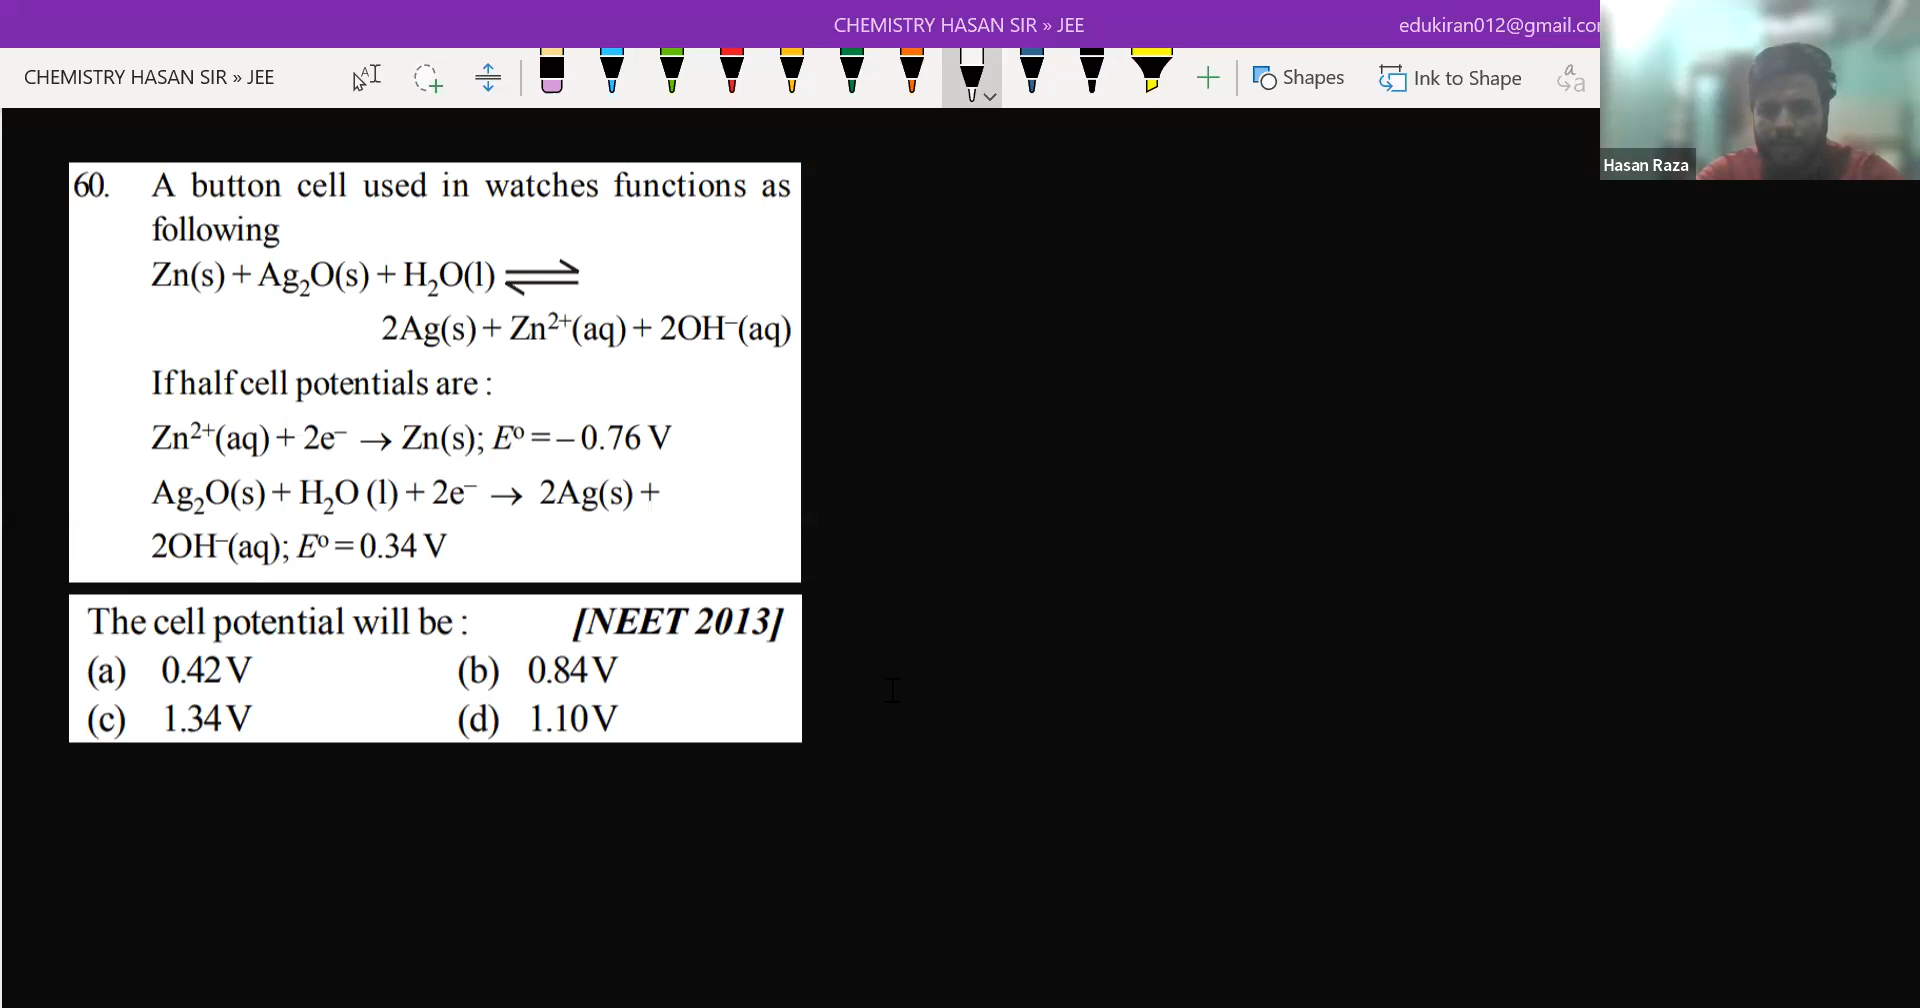 CHEMISTRY HASAN SIR » JEE
edukiran012@gmail.co
CHEMISTRY HASAN SIR » JEE
Shapes
Ink to Shape
Hasan Raza
60. A button cell used in watches functions as
following
Zn(s) + Ag₂O(s) + H₂O(l) ⇌
2Ag(s) + Zn²⁺(aq) + 2OH⁻(aq)
If half cell potentials are :
Zn²⁺(aq) + 2e⁻ → Zn(s); E° = – 0.76 V
Ag₂O(s) + H₂O (l) + 2e⁻ → 2Ag(s) +
2OH⁻(aq); E° = 0.34 V
The cell potential will be : [NEET 2013]
(a) 0.42 V (b) 0.84 V
(c) 1.34 V (d) 1.10 V